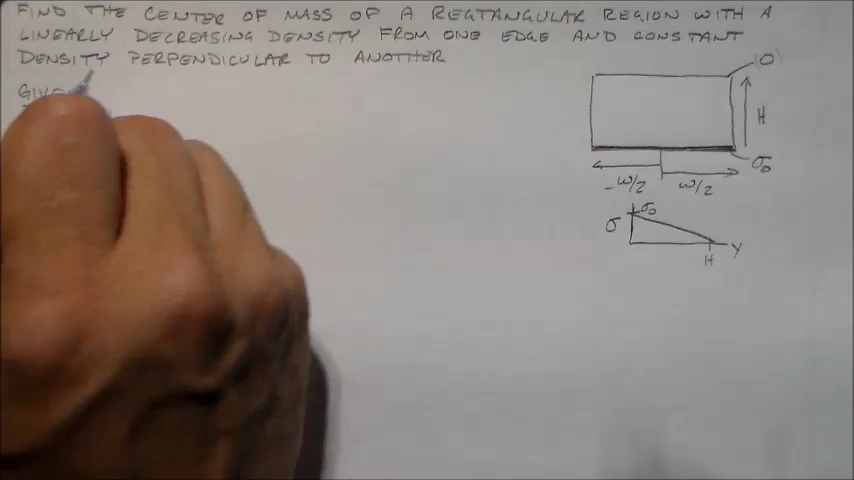 FIND THE CENTER OF MASS OF A RECTANGULAR REGION WITH A
LINEARLY DECREASING DENSITY FROM ONE EDGE AND CONSTANT
DENSITY PERPENDICULAR TO ANOTHER
GIVE
0
H
σ₀
-W/2
W/2
σ₀
σ
H
Y